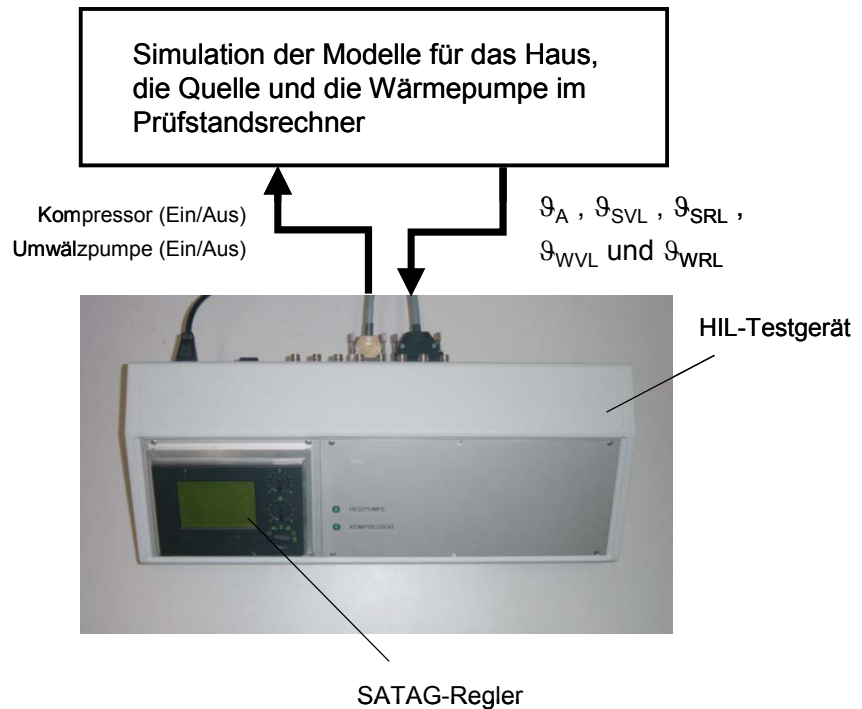 Simulation der Modelle für das Haus,
die Quelle und die Wärmepumpe im
Prüfstandsrechner
Kompressor (Ein/Aus)
Umwälzpumpe (Ein/Aus)
ϑA , ϑSVL , ϑSRL ,
ϑWVL und ϑWRL
HIL-Testgerät
HEIZPUMPE
KOMPRESSOR
SATAG-Regler